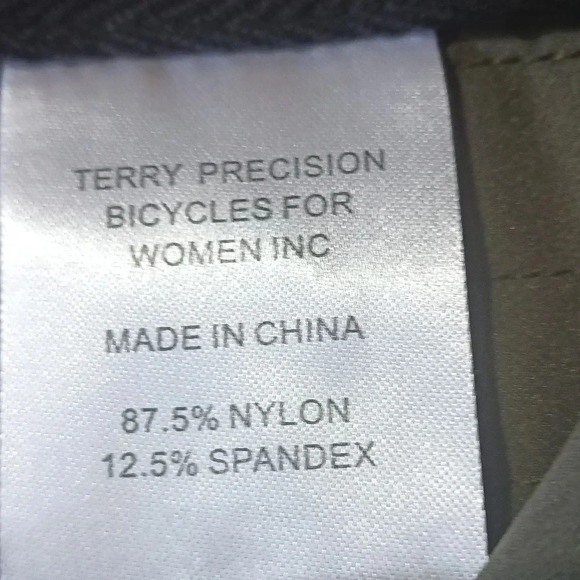 TERRY PRECISION
BICYCLES FOR
WOMEN INC
MADE IN CHINA
87.5% NYLON
12.5% SPANDEX